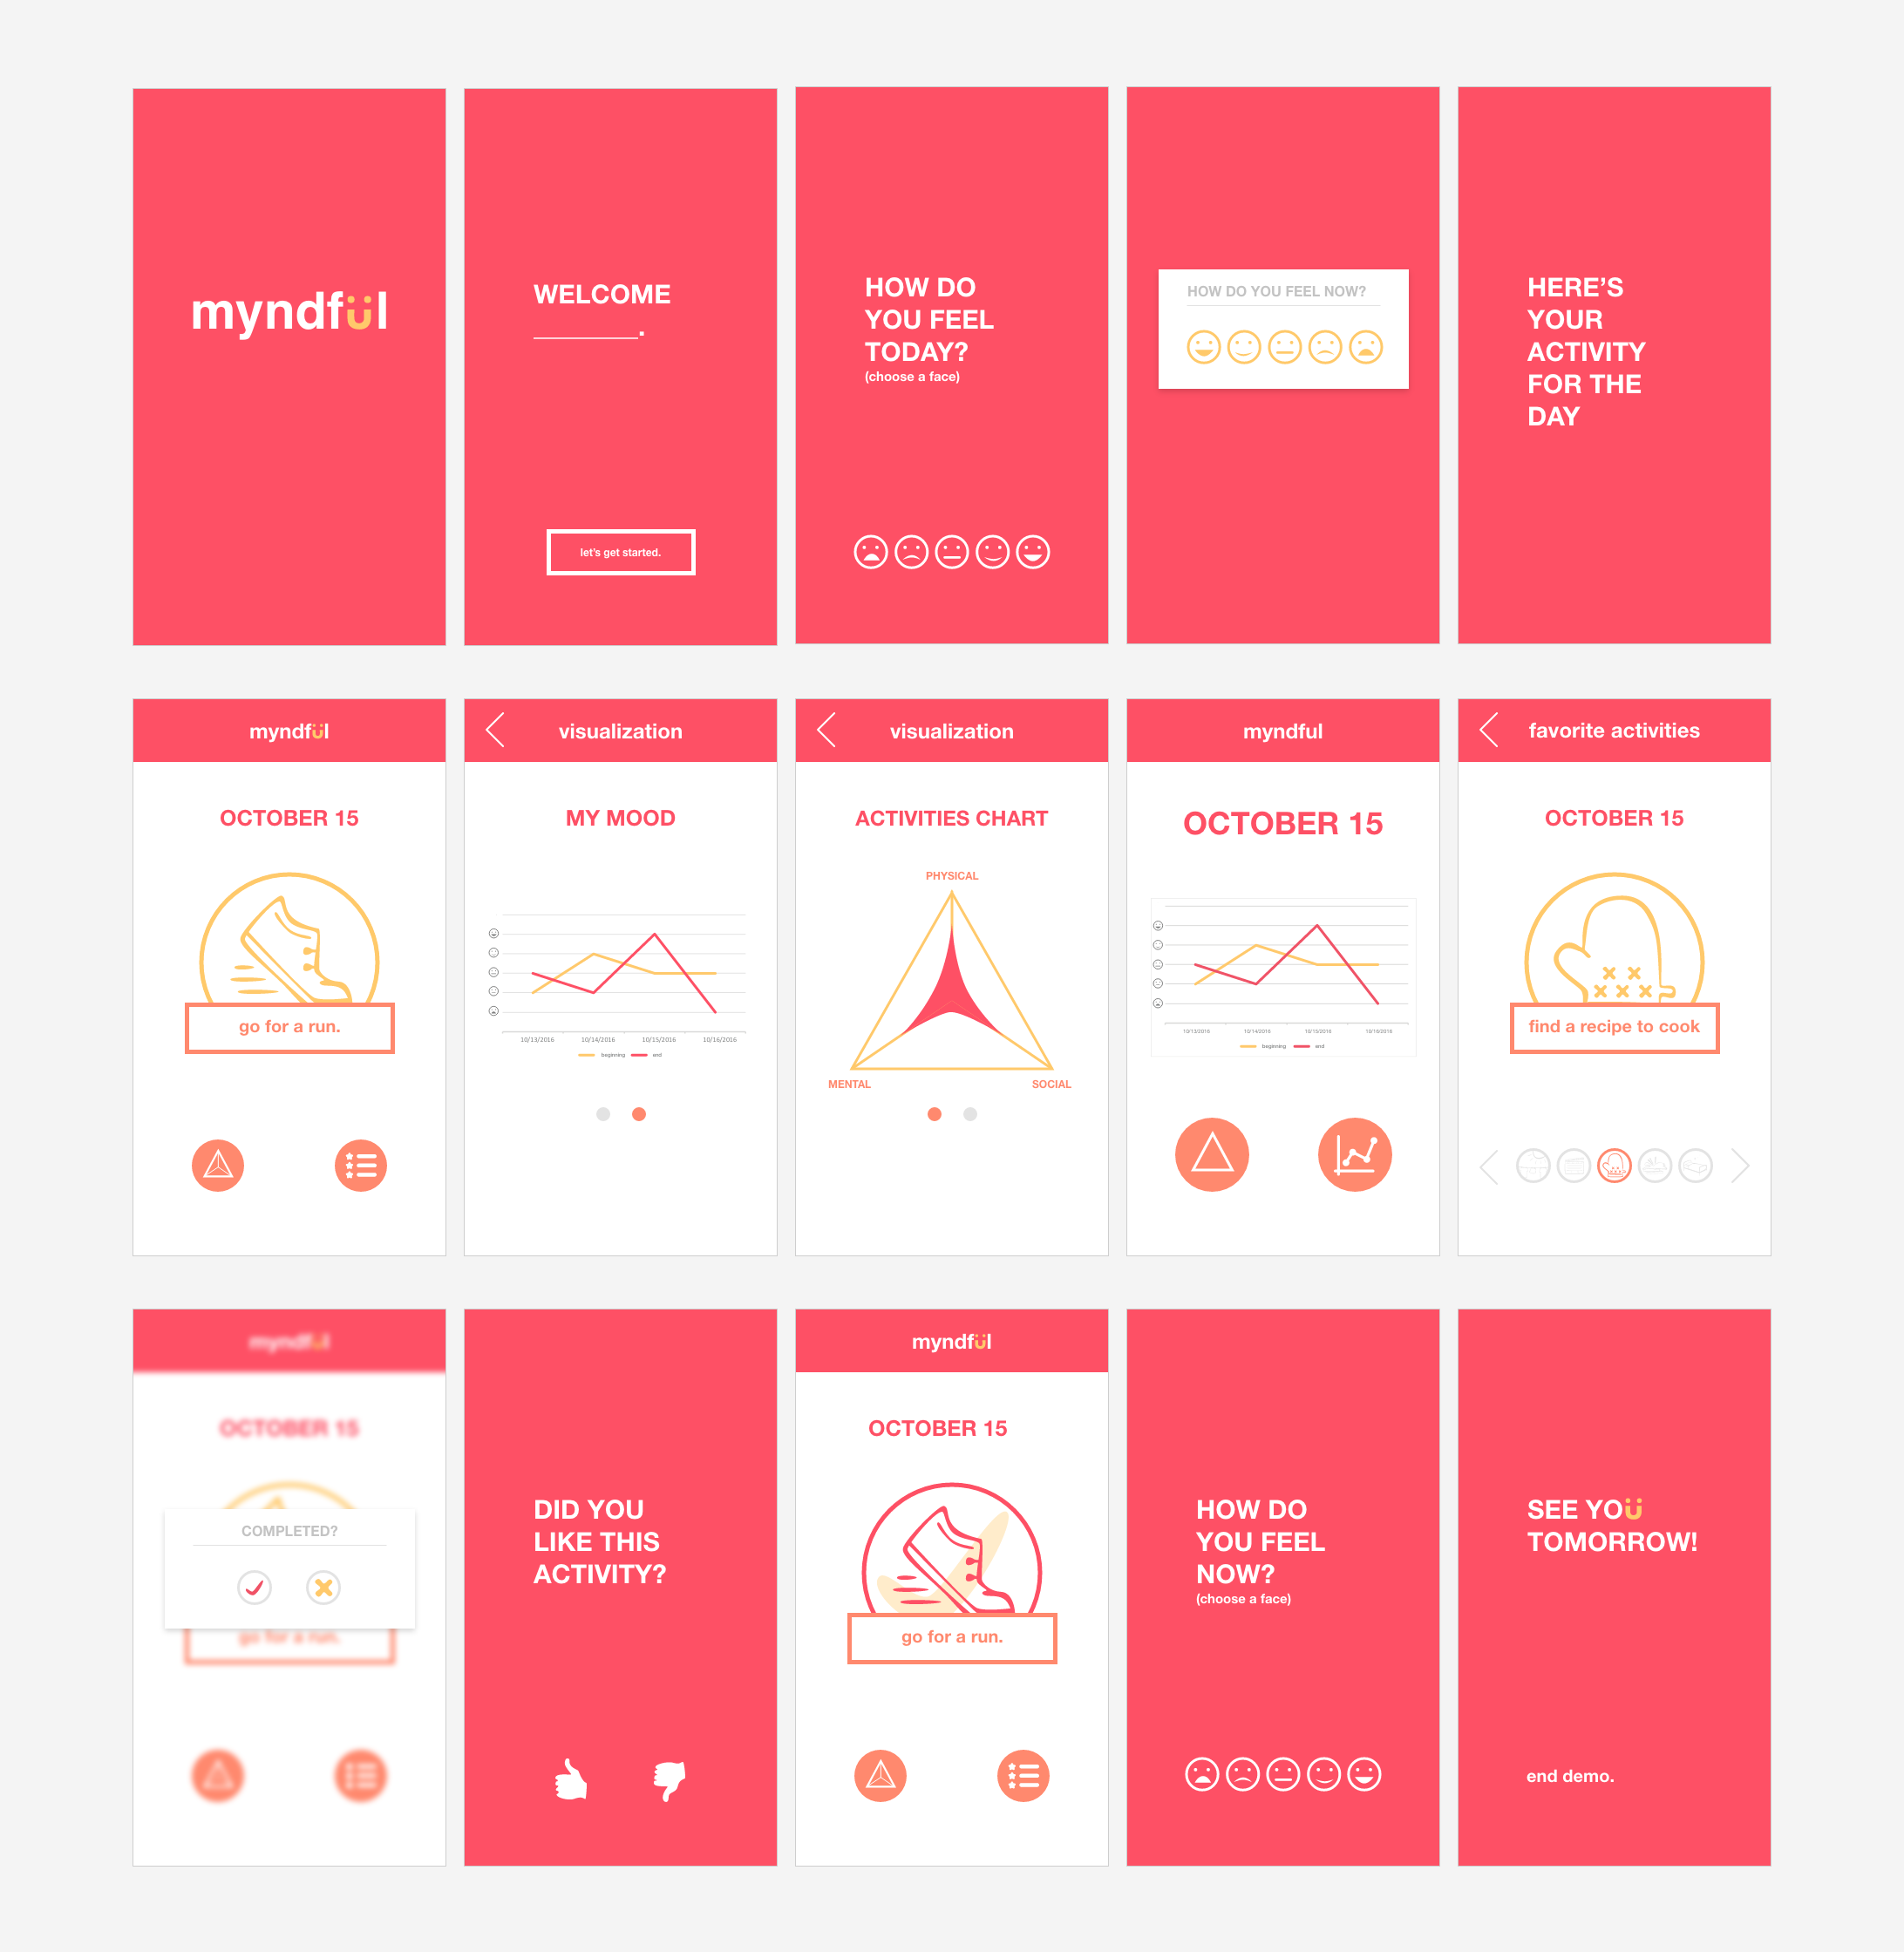 myndfül
WELCOME
____________.
let's get started.
HOW DO
YOU FEEL
TODAY?
(choose a face)
HOW DO YOU FEEL NOW?
HERE'S
YOUR
ACTIVITY
FOR THE
DAY
myndfül
OCTOBER 15
go for a run.
visualization
MY MOOD
10/13/2016 10/14/2016 10/15/2016 10/16/2016
beginning end
visualization
ACTIVITIES CHART
PHYSICAL
MENTAL SOCIAL
myndful
OCTOBER 15
10/13/2016 10/14/2016 10/15/2016 10/16/2016
beginning end
favorite activities
OCTOBER 15
find a recipe to cook
myndfül
OCTOBER 15
COMPLETED?
go for a run.
DID YOU
LIKE THIS
ACTIVITY?
myndfül
OCTOBER 15
go for a run.
HOW DO
YOU FEEL
NOW?
(choose a face)
SEE YOÜ
TOMORROW!
end demo.